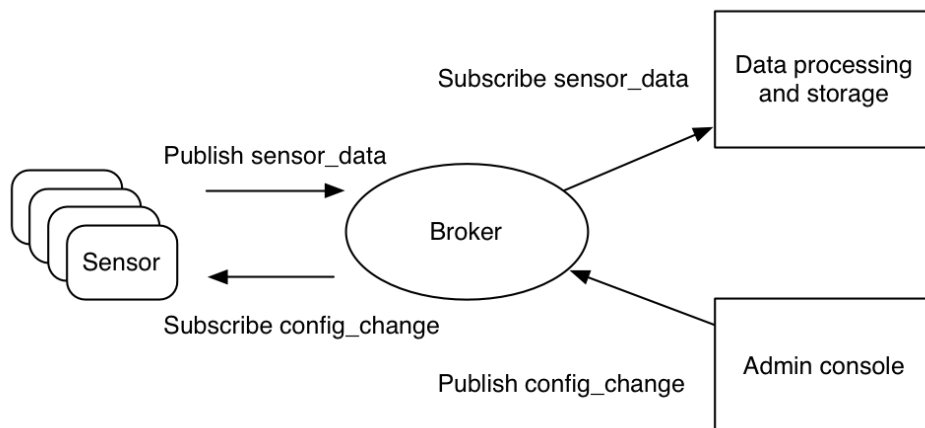 Subscribe sensor_data
Data processing
and storage
Publish sensor_data
Sensor
Broker
Subscribe config_change
Publish config_change
Admin console